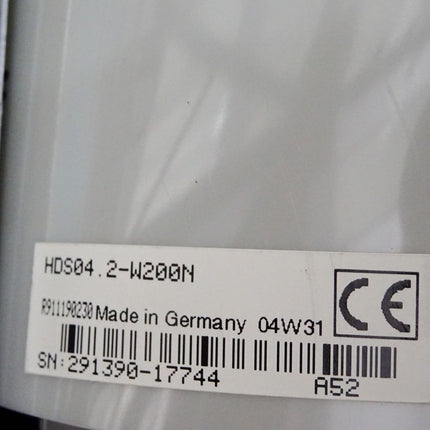 HDS04.2-W200N
R911190230 Made in Germany 04W31
SN:291390-17744 A52
CE